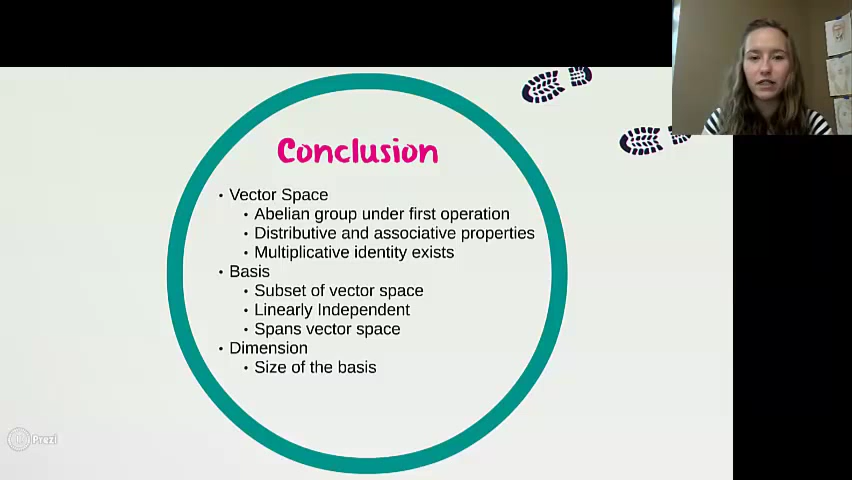 Conclusion
• Vector Space
• Abelian group under first operation
• Distributive and associative properties
• Multiplicative identity exists
• Basis
• Subset of vector space
• Linearly Independent
• Spans vector space
• Dimension
• Size of the basis
Prezi